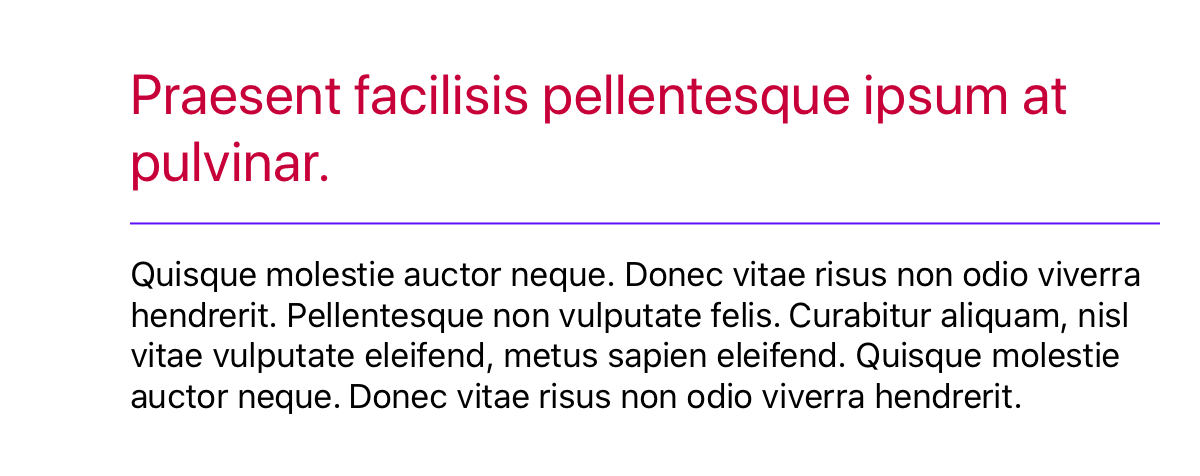 Praesent facilisis pellentesque ipsum at
pulvinar.
Quisque molestie auctor neque. Donec vitae risus non odio viverra
hendrerit. Pellentesque non vulputate felis. Curabitur aliquam, nisl
vitae vulputate eleifend, metus sapien eleifend. Quisque molestie
auctor neque. Donec vitae risus non odio viverra hendrerit.